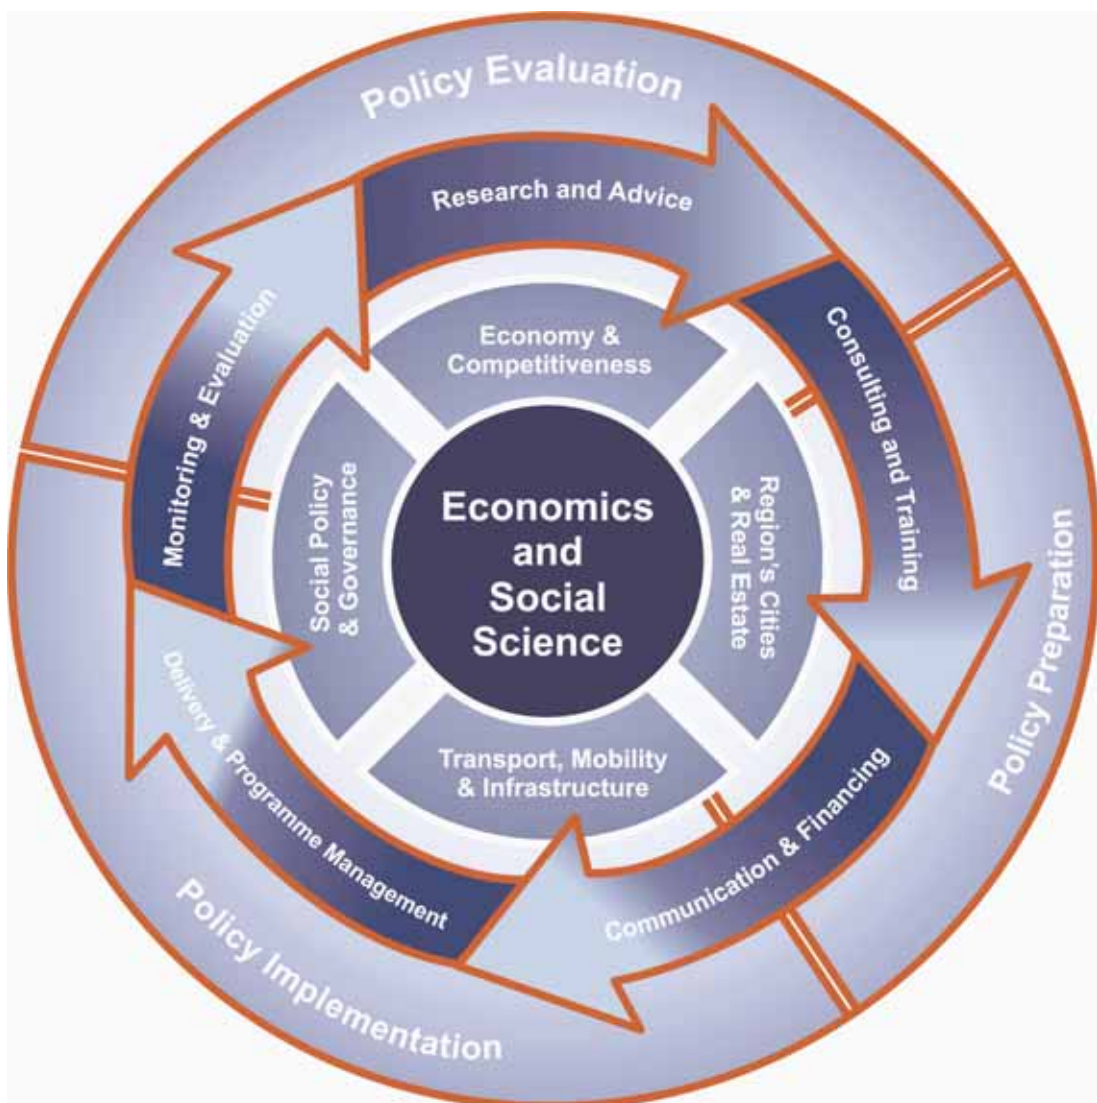 Policy Evaluation
Research and Advice
Consulting and Training
Policy Preparation
Communication & Financing
Policy Implementation
Delivery & Programme Management
Monitoring & Evaluation
Economy &
Competitiveness
Region's Cities
& Real Estate
Transport, Mobility
& Infrastructure
Social Policy
& Governance
Economics
and
Social
Science